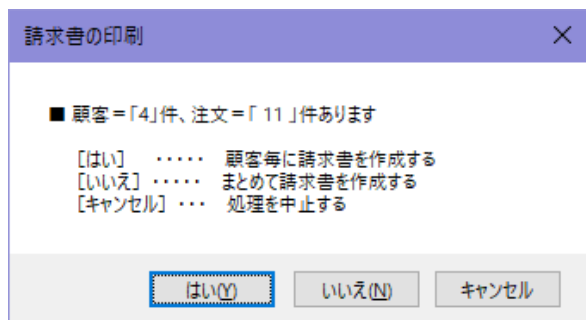 請求書の印刷
■ 顧客=「4」件、注文=「 11 」件あります
[はい] ・・・・・ 顧客毎に請求書を作成する
[いいえ] ・・・・・ まとめて請求書を作成する
[キャンセル] ・・・ 処理を中止する
はい(Y) いいえ(N) キャンセル